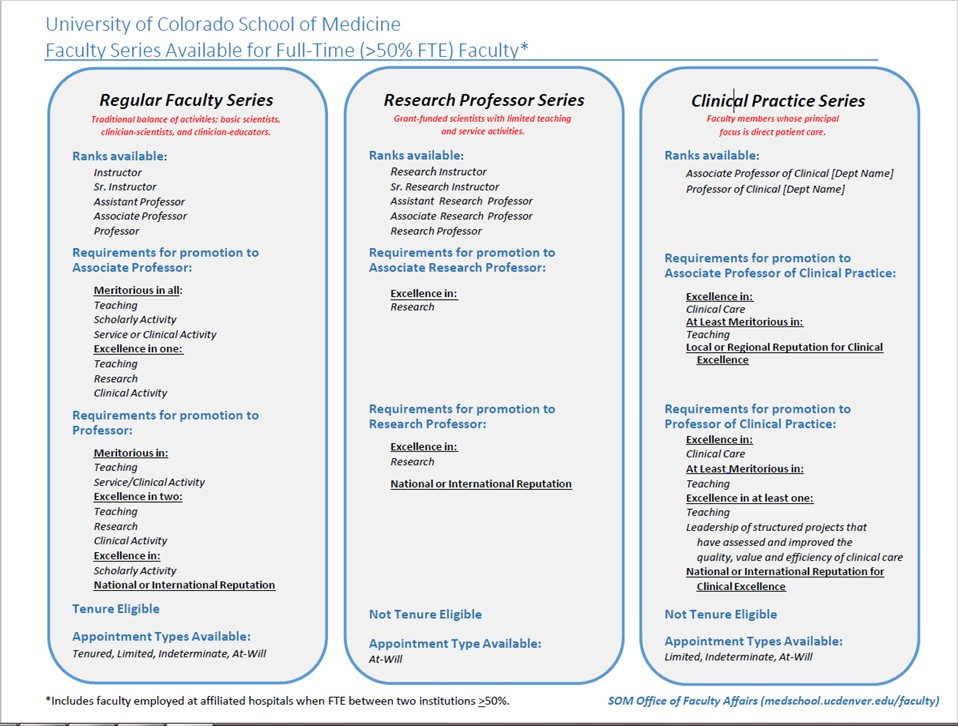 University of Colorado School of Medicine
Faculty Series Available for Full-Time (>50% FTE) Faculty*
Regular Faculty Series
Traditional balance of activities; basic scientists,
clinician-scientists, and clinician-educators.
Ranks available:
Instructor
Sr. Instructor
Assistant Professor
Associate Professor
Professor
Requirements for promotion to
Associate Professor:
Meritorious in all:
Teaching
Scholarly Activity
Service or Clinical Activity
Excellence in one:
Teaching
Research
Clinical Activity
Requirements for promotion to
Professor:
Meritorious in:
Teaching
Service/Clinical Activity
Excellence in two:
Teaching
Research
Clinical Activity
Excellence in:
Scholarly Activity
National or International Reputation
Tenure Eligible
Appointment Types Available:
Tenured, Limited, Indeterminate, At-Will
Research Professor Series
Grant-funded scientists with limited teaching
and service activities.
Ranks available:
Research Instructor
Sr. Research Instructor
Assistant Research Professor
Associate Research Professor
Research Professor
Requirements for promotion to
Associate Research Professor:
Excellence in:
Research
Requirements for promotion to
Research Professor:
Excellence in:
Research
National or International Reputation
Not Tenure Eligible
Appointment Types Available:
At-Will
Clinical Practice Series
Faculty members whose principal
focus is direct patient care.
Ranks available:
Associate Professor of Clinical [Dept Name]
Professor of Clinical [Dept Name]
Requirements for promotion to
Associate Professor of Clinical Practice:
Excellence in:
Clinical Care
At Least Meritorious in:
Teaching
Local or Regional Reputation for Clinical
Excellence
Requirements for promotion to
Professor of Clinical Practice:
Excellence in:
Clinical Care
At Least Meritorious in:
Teaching
Excellence in at least one:
Teaching
Leadership of structured projects that
have assessed and improved the
quality, value and efficiency of clinical care
National or International Reputation for
Clinical Excellence
Not Tenure Eligible
Appointment Types Available:
Limited, Indeterminate, At-Will
*Includes faculty employed at affiliated hospitals when FTE between two institutions >50%.
SOM Office of Faculty Affairs (medschool.ucdenver.edu/faculty)